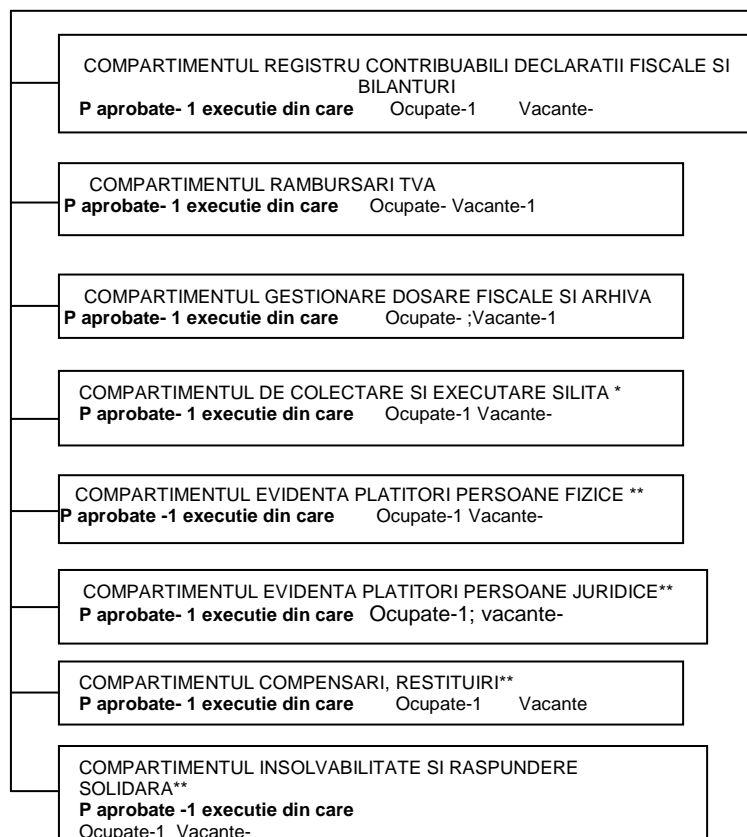 COMPARTIMENTUL REGISTRU CONTRIBUABILI DECLARATII FISCALE SI
BILANTURI
P aprobate- 1 executie din care Ocupate-1 Vacante-
COMPARTIMENTUL RAMBURSARI TVA
P aprobate- 1 executie din care Ocupate- Vacante-1
COMPARTIMENTUL GESTIONARE DOSARE FISCALE SI ARHIVA
P aprobate- 1 executie din care Ocupate- ;Vacante-1
COMPARTIMENTUL DE COLECTARE SI EXECUTARE SILITA *
P aprobate- 1 executie din care Ocupate-1 Vacante-
COMPARTIMENTUL EVIDENTA PLATITORI PERSOANE FIZICE **
P aprobate -1 executie din care Ocupate-1 Vacante-
COMPARTIMENTUL EVIDENTA PLATITORI PERSOANE JURIDICE**
P aprobate- 1 executie din care Ocupate-1; vacante-
COMPARTIMENTUL COMPENSARI, RESTITUIRI**
P aprobate- 1 executie din care Ocupate-1 Vacante
COMPARTIMENTUL INSOLVABILITATE SI RASPUNDERE
SOLIDARA**
P aprobate -1 executie din care
Ocupate-1 Vacante-